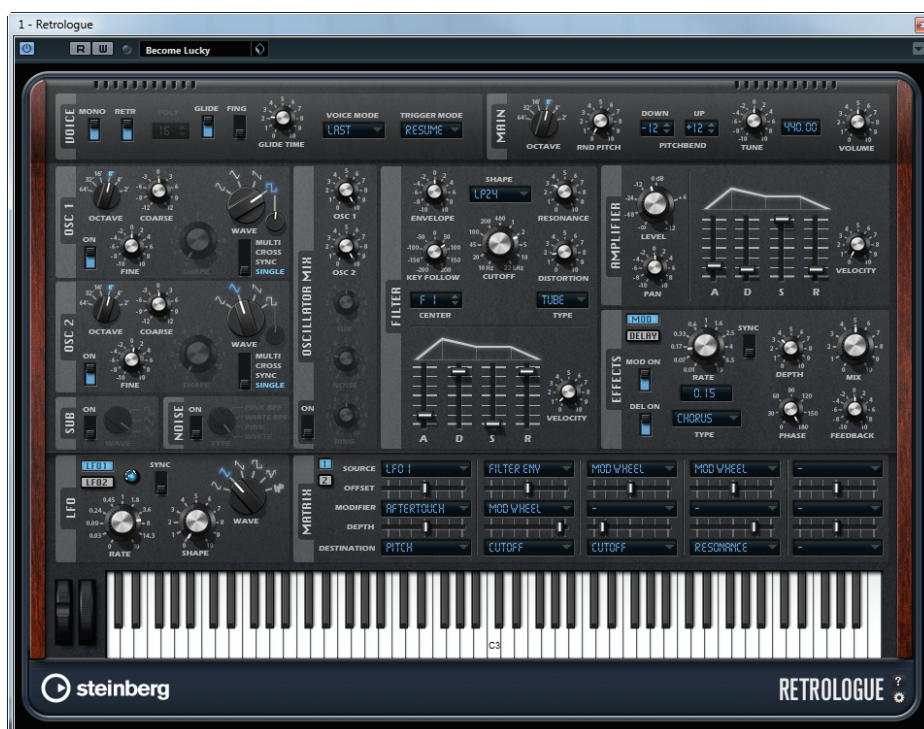 1 - Retrologue
R W Become Lucky
VOICE
MONO RETR POLY GLIDE FING
16
GLIDE TIME
VOICE MODE TRIGGER MODE
LAST RESUME
MAIN
OCTAVE RND PITCH
DOWN UP
-12 +12
PITCHBEND
TUNE 440.00 VOLUME
OSC 1
OCTAVE COARSE
WAVE
ON
FINE SHAPE
MULTI
CROSS
SYNC
SINGLE
OSC 2
OCTAVE COARSE
WAVE
ON
FINE SHAPE
MULTI
CROSS
SYNC
SINGLE
SUB
ON
WAVE
NOISE
ON
TYPE
PINK BPF
WHITE BPF
PINK
WHITE
OSCILLATOR MIX
OSC 1
OSC 2
SUB
NOISE
ON
RING
FILTER
SHAPE
LP24
ENVELOPE RESONANCE
KEY FOLLOW CUTOFF DISTORTION
F 1 TUBE
CENTER TYPE
VELOCITY
A D S R
AMPLIFIER
LEVEL
PAN
A D S R
VELOCITY
EFFECTS
MOD
DELAY
MOD ON
DEL ON
RATE
0.15
CHORUS
TYPE
SYNC
DEPTH MIX
PHASE FEEDBACK
LFO
LFO1
LFO2
SYNC
WAVE
RATE SHAPE
MATRIX
1
2
SOURCE LFO 1 FILTER ENV MOD WHEEL MOD WHEEL -
OFFSET
MODIFIER AFTERTOUCH MOD WHEEL - - -
DEPTH
DESTINATION PITCH CUTOFF CUTOFF RESONANCE -
C3
steinberg RETROLOGUE ?